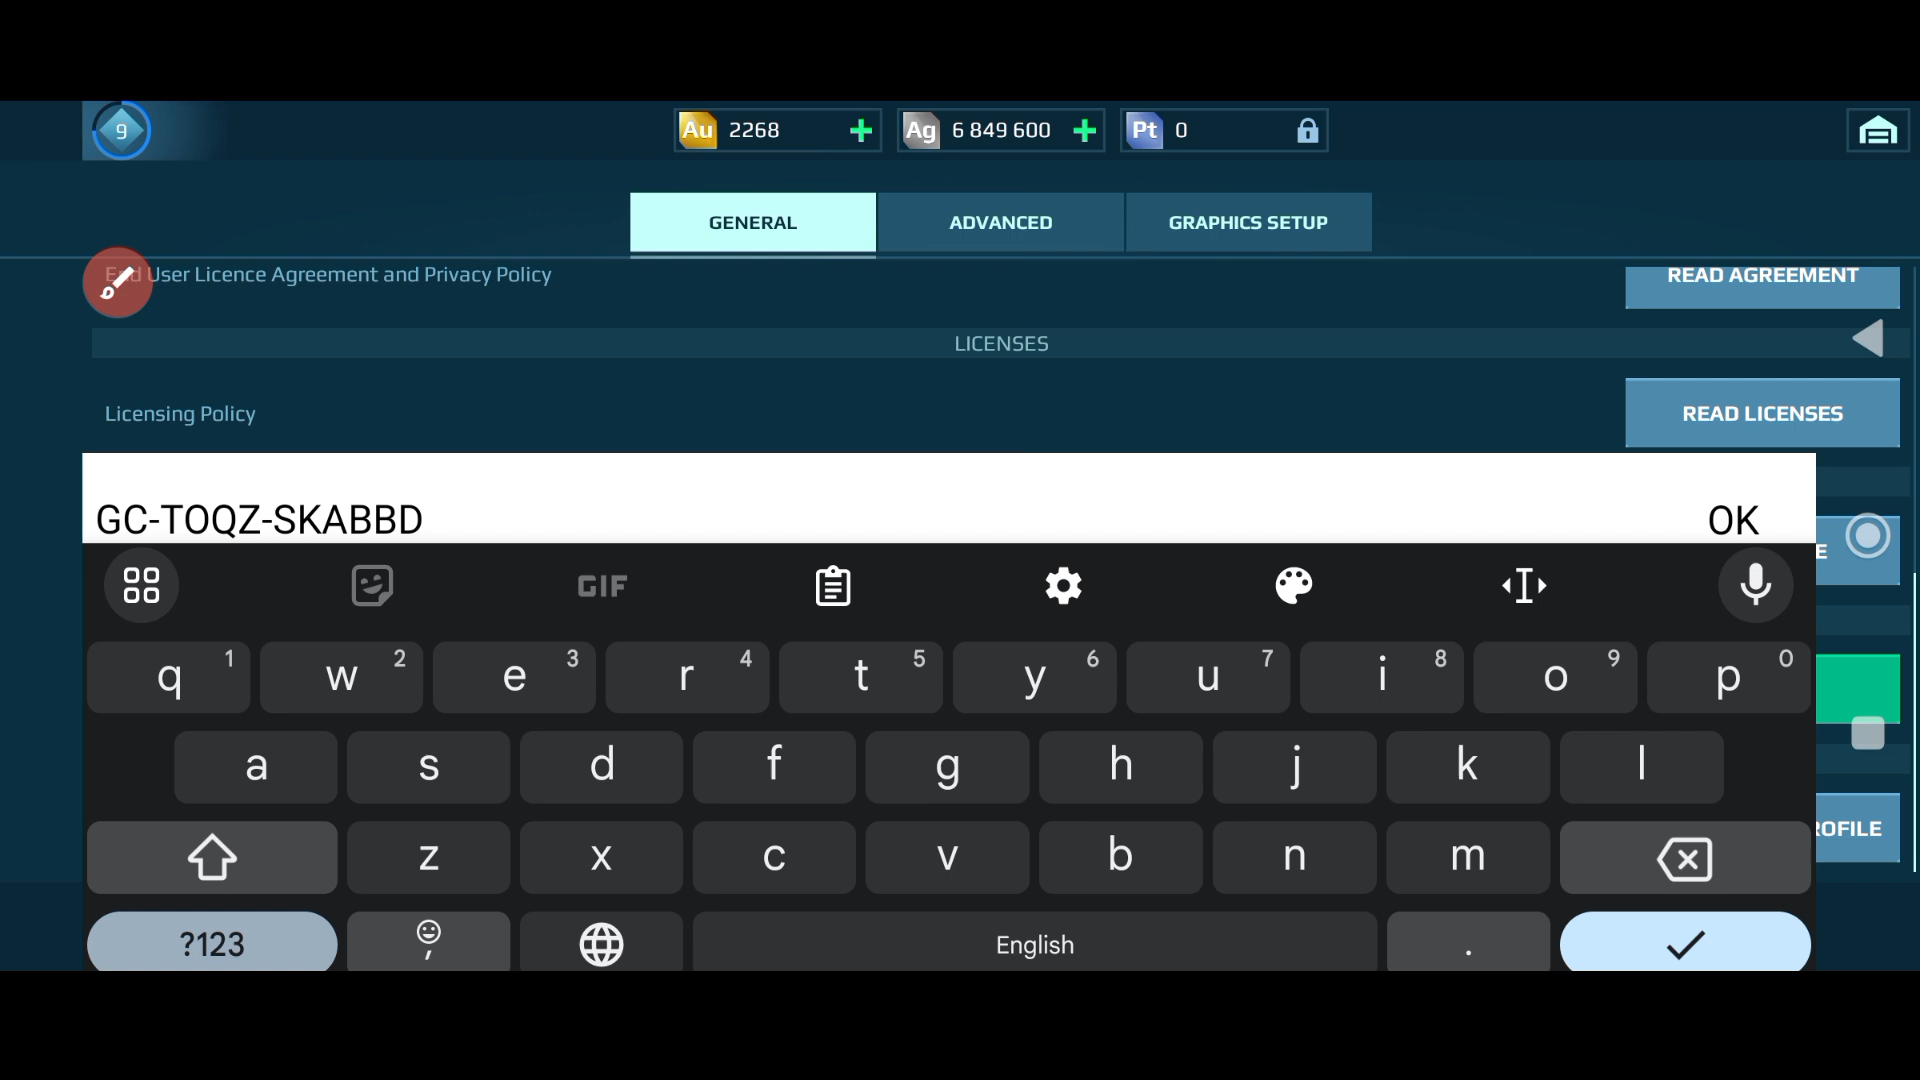 9
Au 2268
Ag 6 849 600
Pt 0
GENERAL
ADVANCED
GRAPHICS SETUP
End User Licence Agreement and Privacy Policy
READ AGREEMENT
LICENSES
Licensing Policy
READ LICENSES
GC-TOQZ-SKABBD
OK
E
GIF
q 1 w 2 e 3 r 4 t 5 y 6 u 7 i 8 o 9 p 0
a s d f g h j k l
z x c v b n m
ROFILE
?123
,
English
.